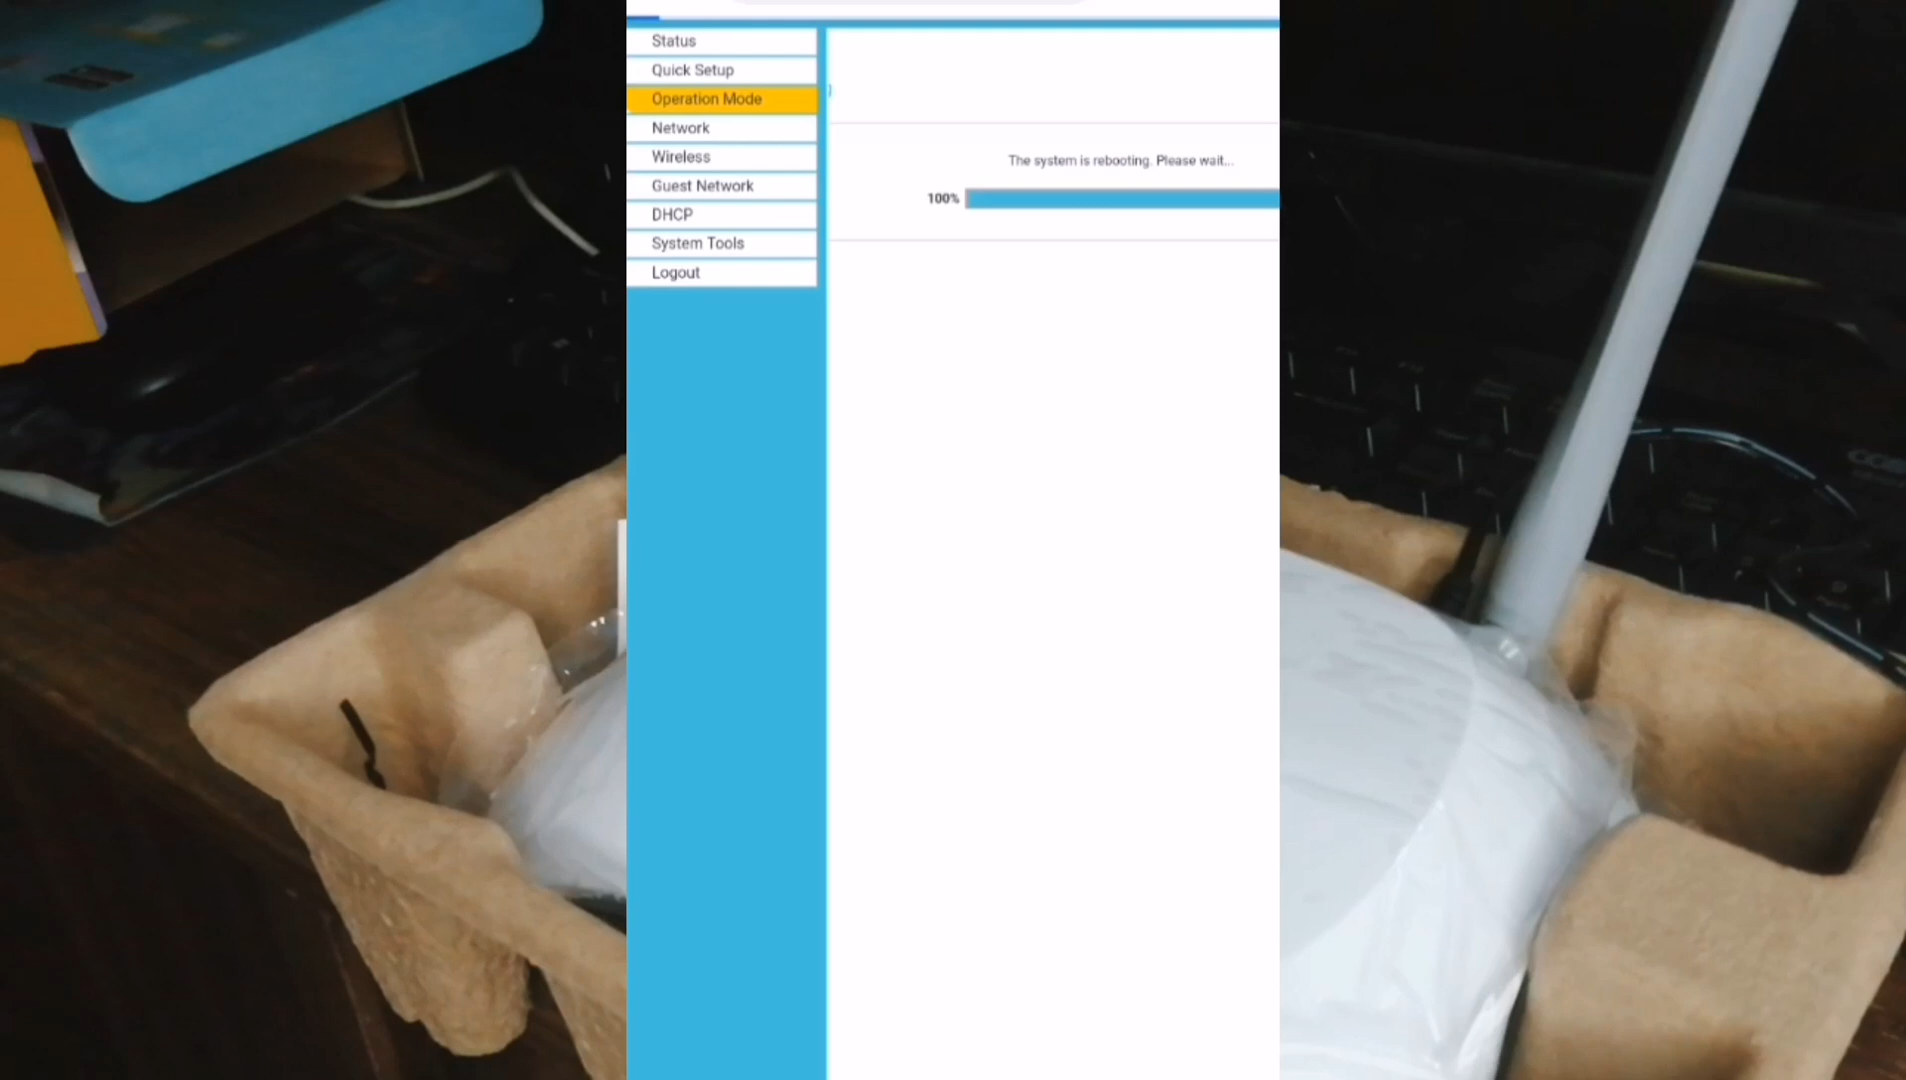 Status
Quick Setup
Operation Mode
Network
Wireless
Guest Network
DHCP
System Tools
Logout
The system is rebooting. Please wait...
100%